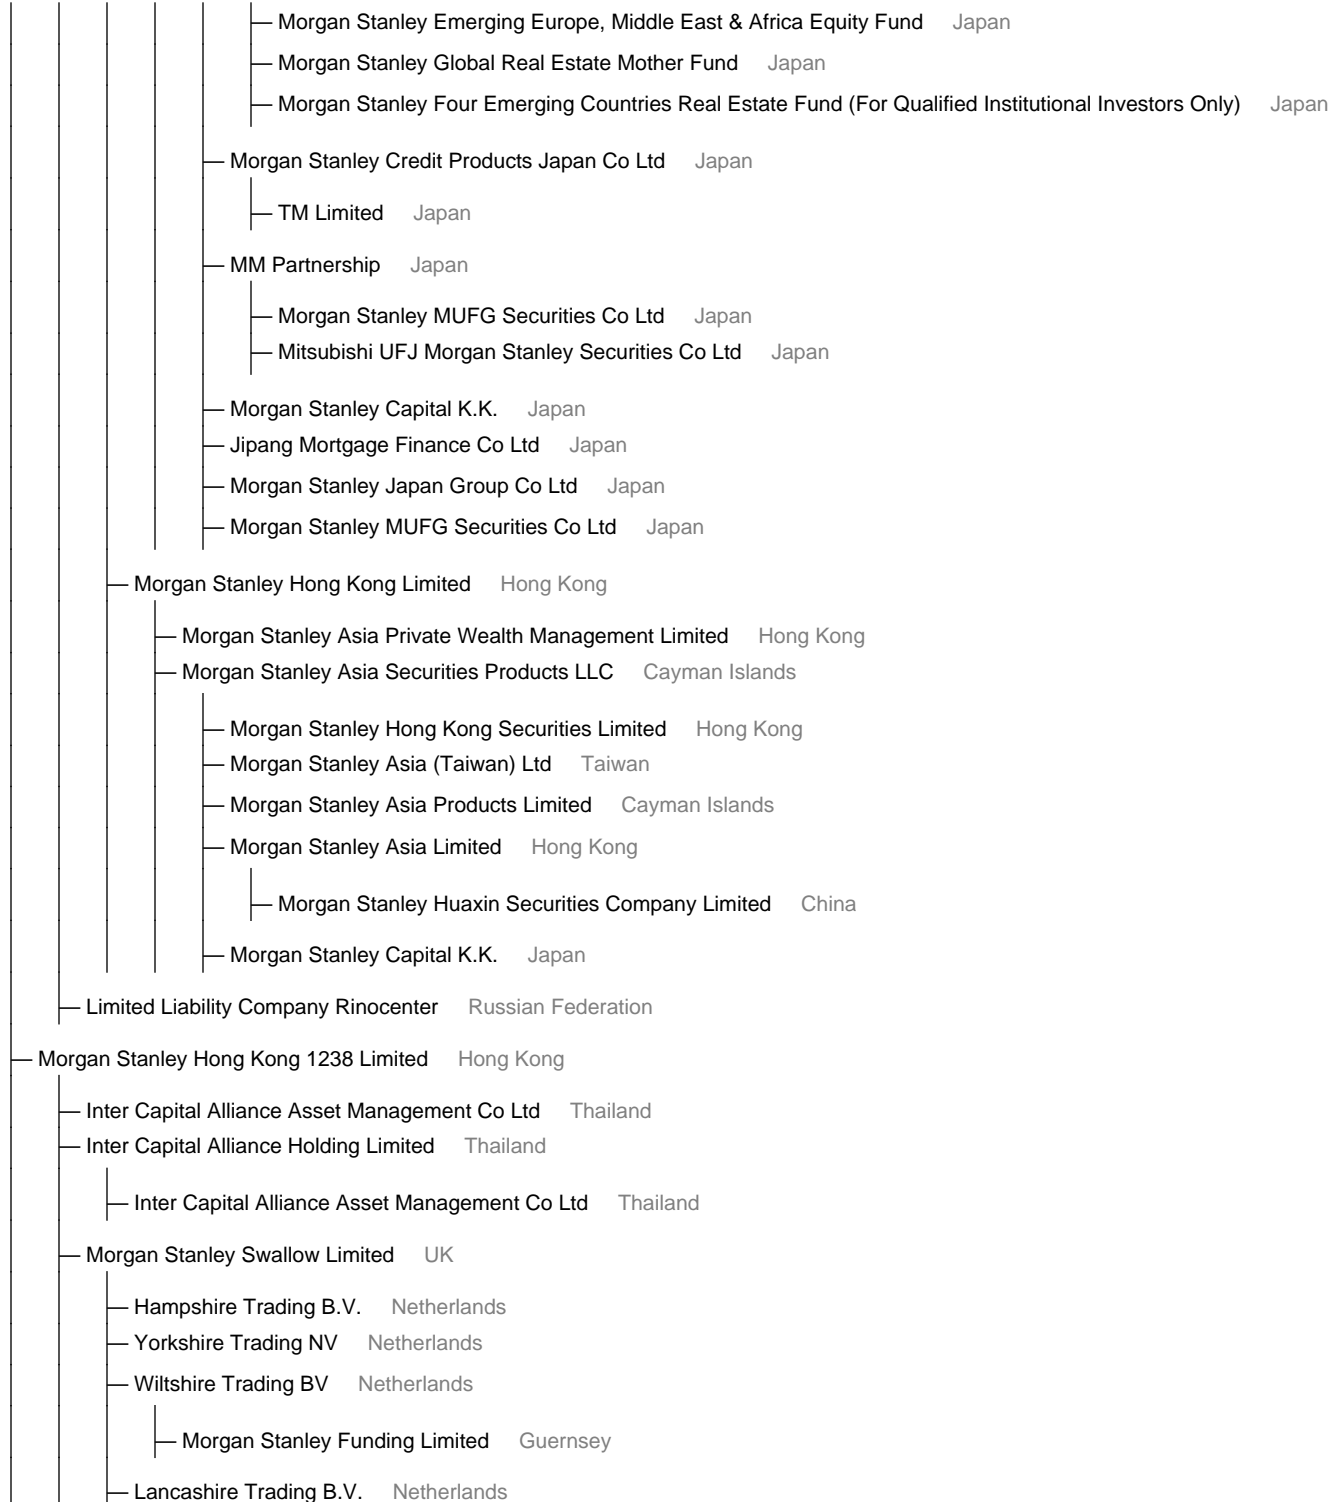 Morgan Stanley Emerging Europe, Middle East & Africa Equity Fund Japan
Morgan Stanley Global Real Estate Mother Fund Japan
Morgan Stanley Four Emerging Countries Real Estate Fund (For Qualified Institutional Investors Only) Japan
Morgan Stanley Credit Products Japan Co Ltd Japan
TM Limited Japan
MM Partnership Japan
Morgan Stanley MUFG Securities Co Ltd Japan
Mitsubishi UFJ Morgan Stanley Securities Co Ltd Japan
Morgan Stanley Capital K.K. Japan
Jipang Mortgage Finance Co Ltd Japan
Morgan Stanley Japan Group Co Ltd Japan
Morgan Stanley MUFG Securities Co Ltd Japan
Morgan Stanley Hong Kong Limited Hong Kong
Morgan Stanley Asia Private Wealth Management Limited Hong Kong
Morgan Stanley Asia Securities Products LLC Cayman Islands
Morgan Stanley Hong Kong Securities Limited Hong Kong
Morgan Stanley Asia (Taiwan) Ltd Taiwan
Morgan Stanley Asia Products Limited Cayman Islands
Morgan Stanley Asia Limited Hong Kong
Morgan Stanley Huaxin Securities Company Limited China
Morgan Stanley Capital K.K. Japan
Limited Liability Company Rinocenter Russian Federation
Morgan Stanley Hong Kong 1238 Limited Hong Kong
Inter Capital Alliance Asset Management Co Ltd Thailand
Inter Capital Alliance Holding Limited Thailand
Inter Capital Alliance Asset Management Co Ltd Thailand
Morgan Stanley Swallow Limited UK
Hampshire Trading B.V. Netherlands
Yorkshire Trading NV Netherlands
Wiltshire Trading BV Netherlands
Morgan Stanley Funding Limited Guernsey
Lancashire Trading B.V. Netherlands